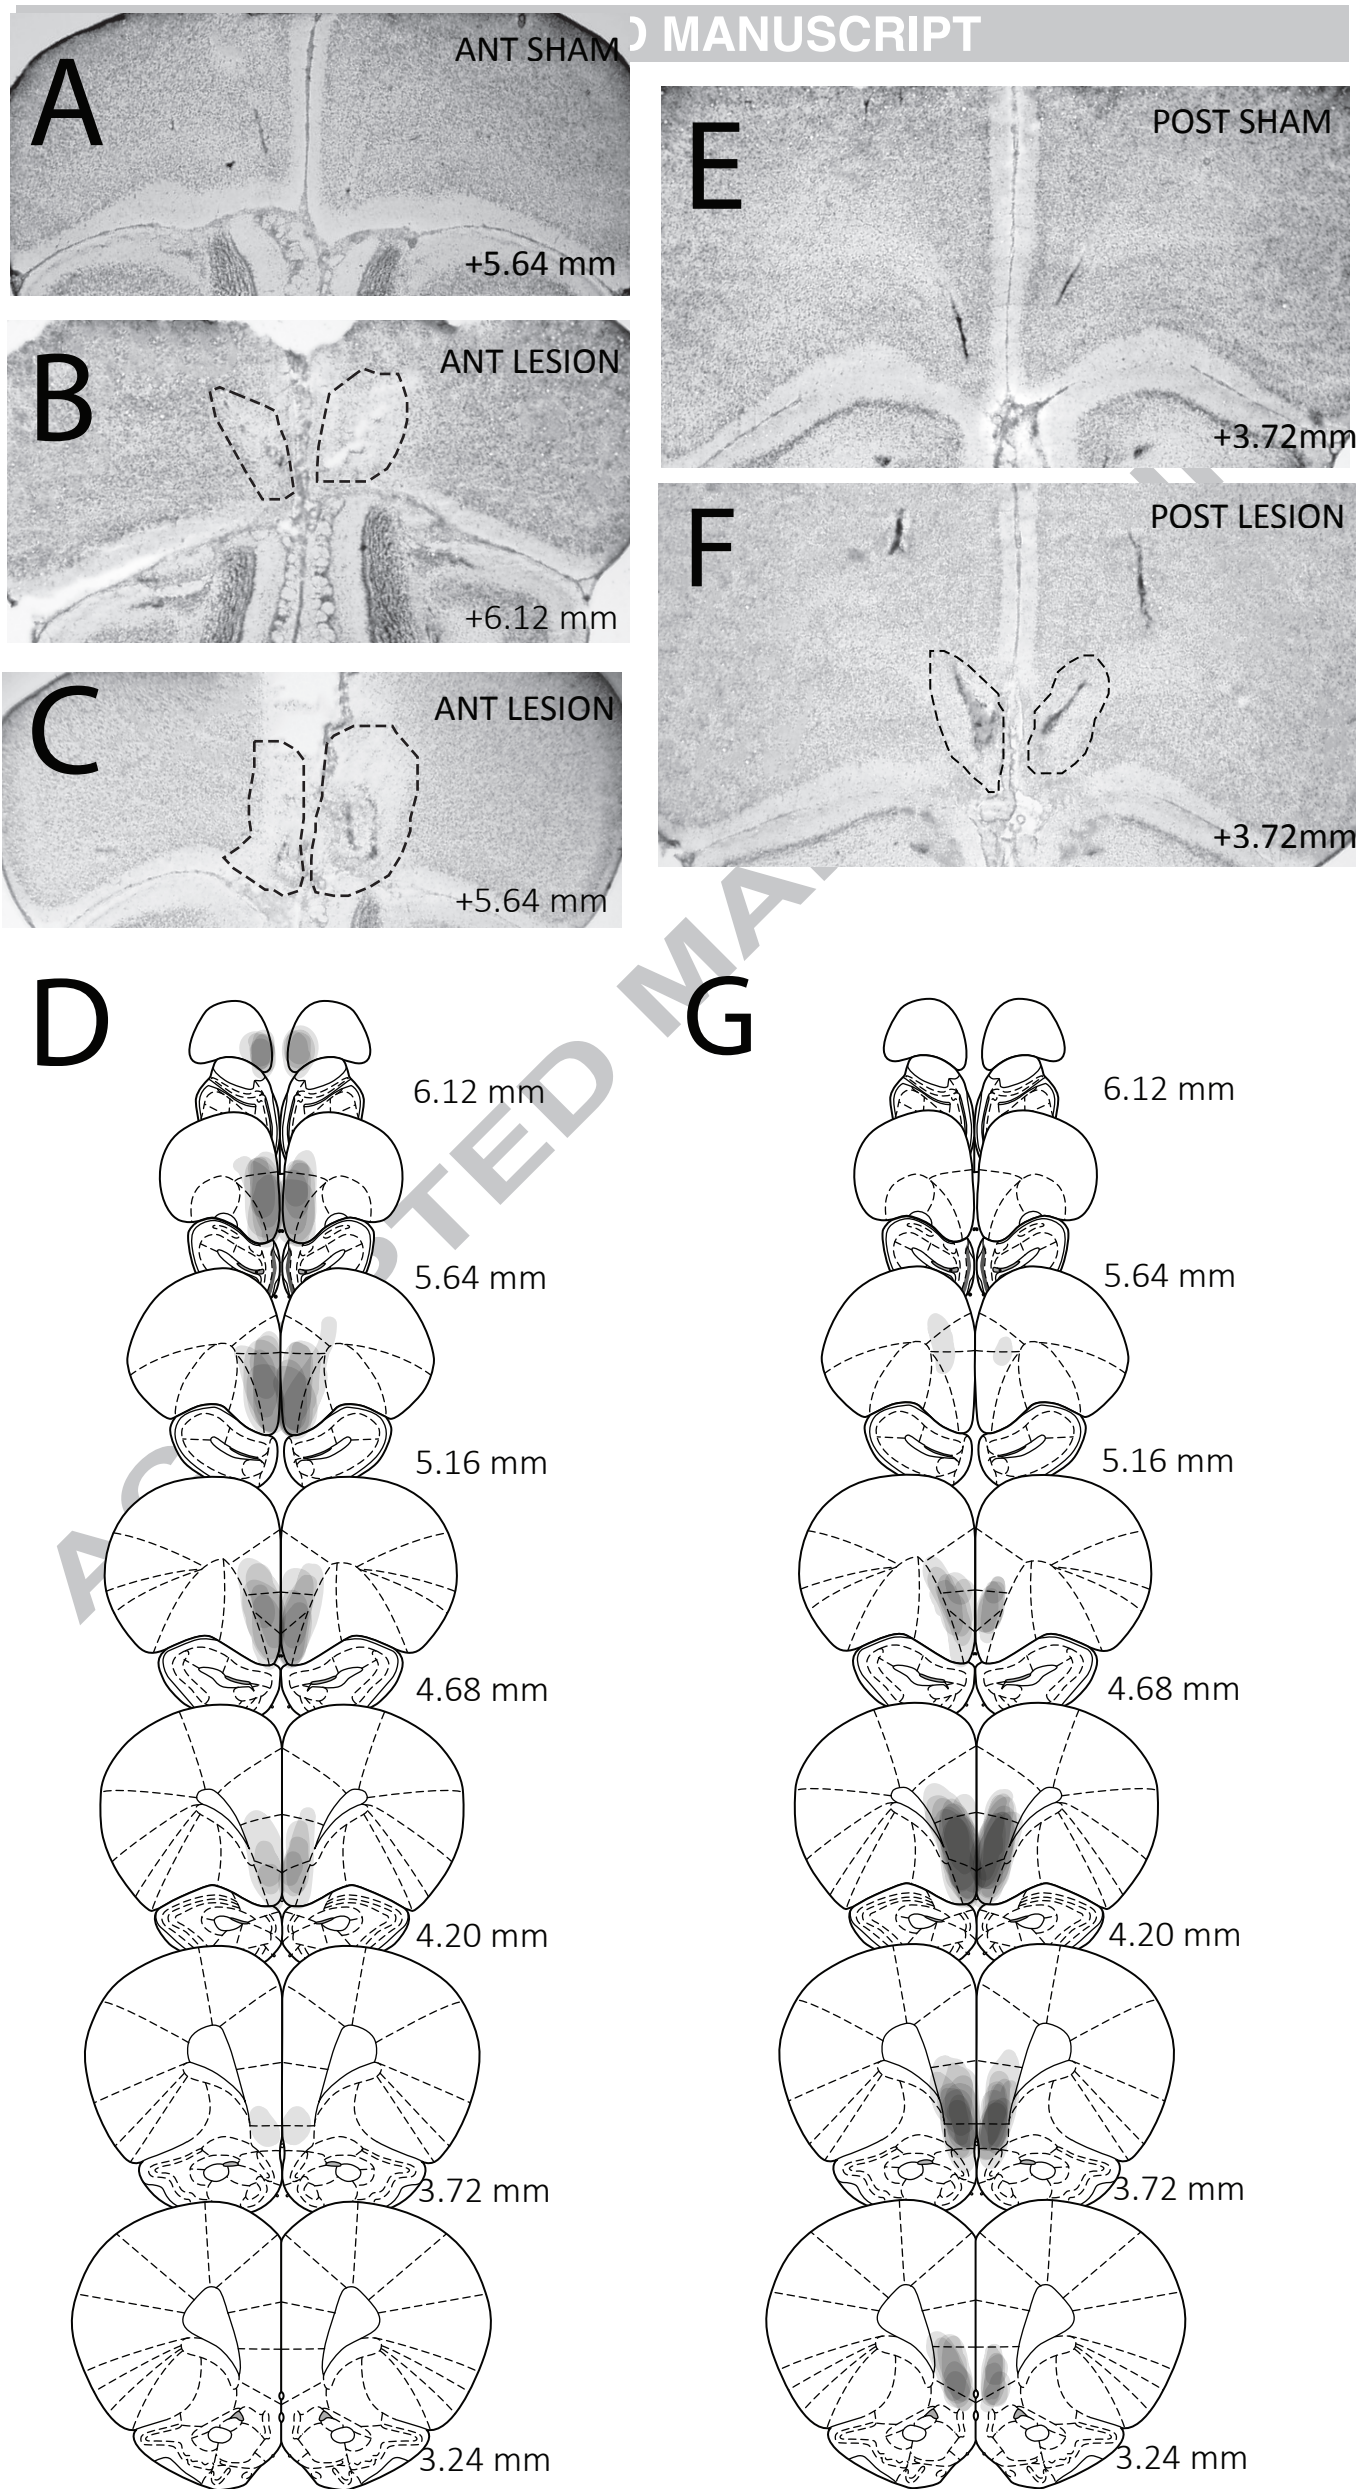 D MANUSCRIPT
A
ANT SHAM
+5.64 mm
B
ANT LESION
+6.12 mm
C
ANT LESION
+5.64 mm
E
POST SHAM
+3.72mm
F
POST LESION
+3.72mm
D
6.12 mm
5.64 mm
5.16 mm
4.68 mm
4.20 mm
3.72 mm
3.24 mm
G
6.12 mm
5.64 mm
5.16 mm
4.68 mm
4.20 mm
3.72 mm
3.24 mm